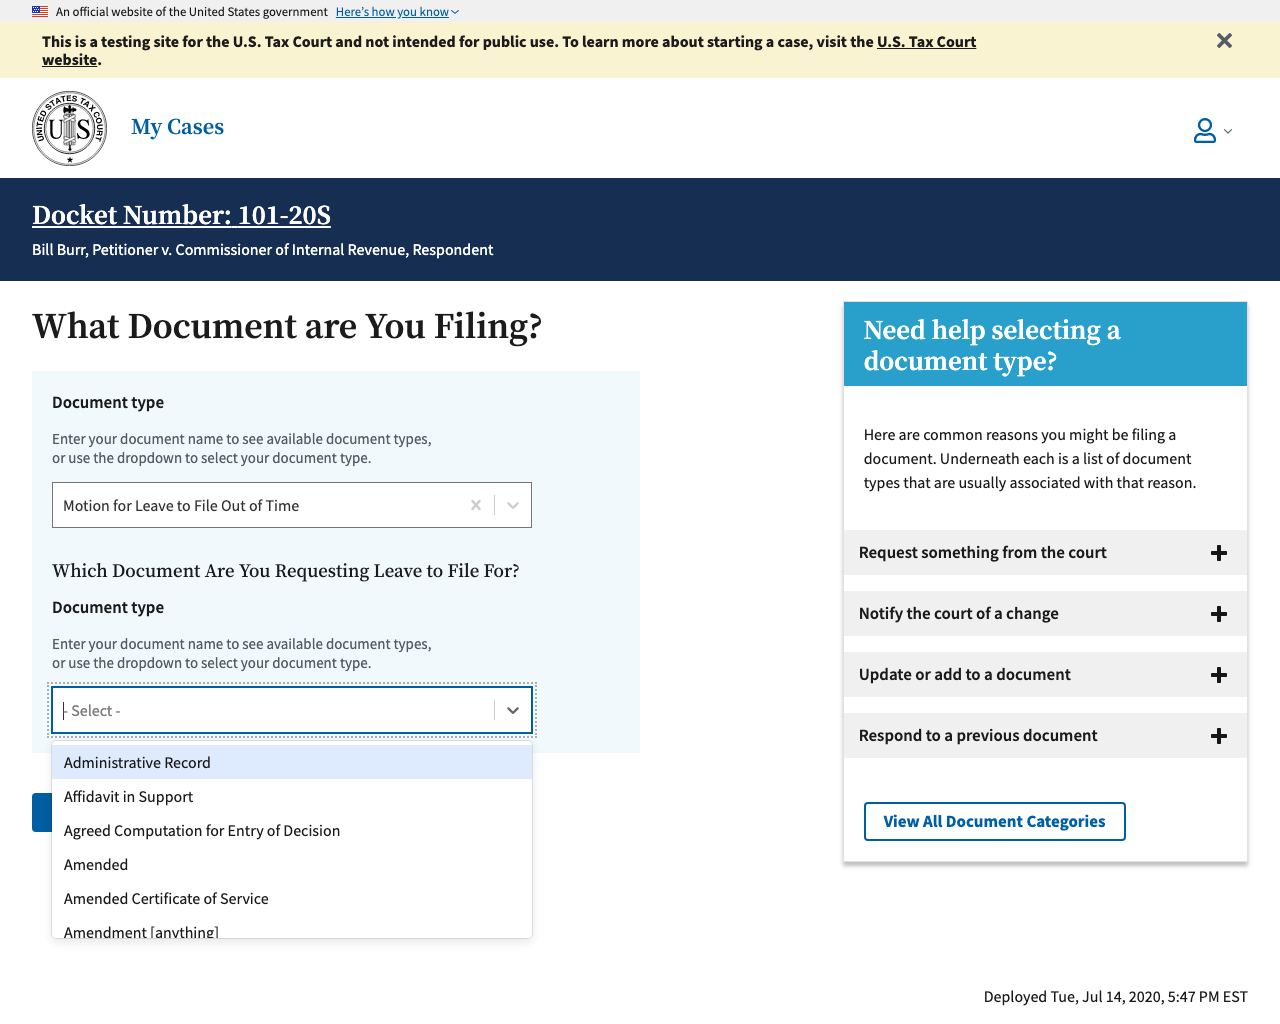 An official website of the United States government Here's how you know
This is a testing site for the U.S. Tax Court and not intended for public use. To learn more about starting a case, visit the U.S. Tax Court
website.
UNITED STATES TAX COURT
US
My Cases
Docket Number: 101-20S
Bill Burr, Petitioner v. Commissioner of Internal Revenue, Respondent
What Document are You Filing?
Document type
Enter your document name to see available document types,
or use the dropdown to select your document type.
Motion for Leave to File Out of Time
Which Document Are You Requesting Leave to File For?
Document type
Enter your document name to see available document types,
or use the dropdown to select your document type.
- Select -
Administrative Record
Affidavit in Support
Agreed Computation for Entry of Decision
Amended
Amended Certificate of Service
Amendment [anything]
Need help selecting a
document type?
Here are common reasons you might be filing a
document. Underneath each is a list of document
types that are usually associated with that reason.
Request something from the court
Notify the court of a change
Update or add to a document
Respond to a previous document
View All Document Categories
Deployed Tue, Jul 14, 2020, 5:47 PM EST